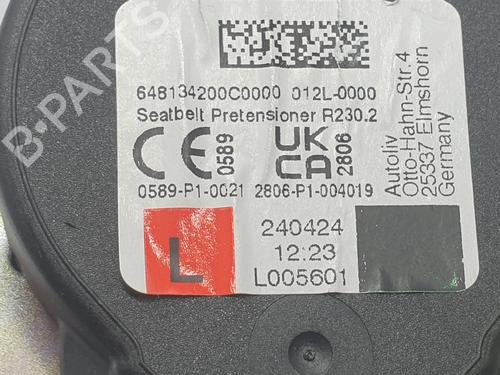 648134200C0000 012L-0000
Seatbelt Pretensioner R230.2
CE 0589
UK CA 2806
0589-P1-0021 2806-P1-004019
Autoliv
Otto-Hahn-Str.4
25337 Elmshorn
Germany
L
240424
12:23
L005601
B-PARTS